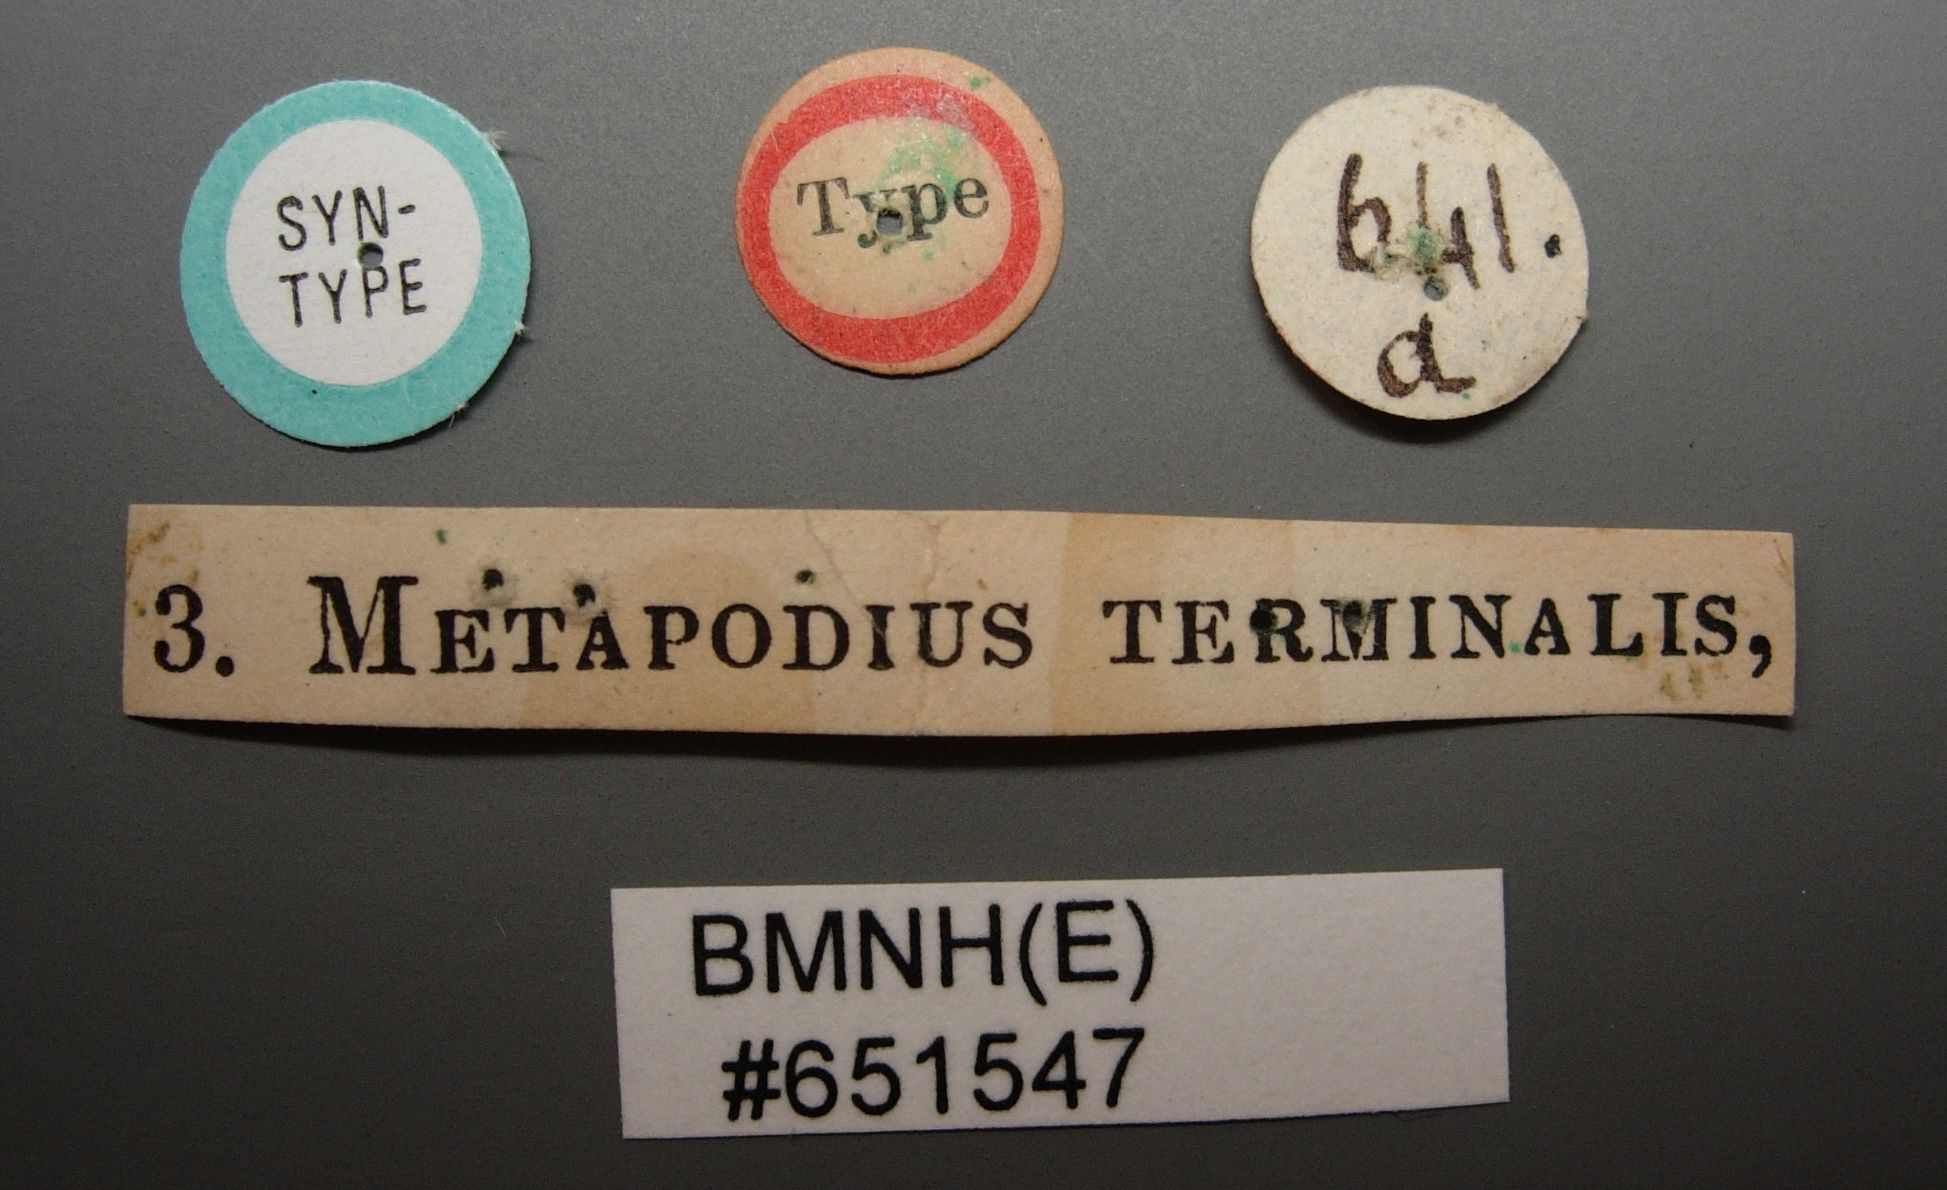 SYN-
TYPE
Type
641.
a
3. METAPODIUS TERMINALIS,
BMNH(E)
#651547